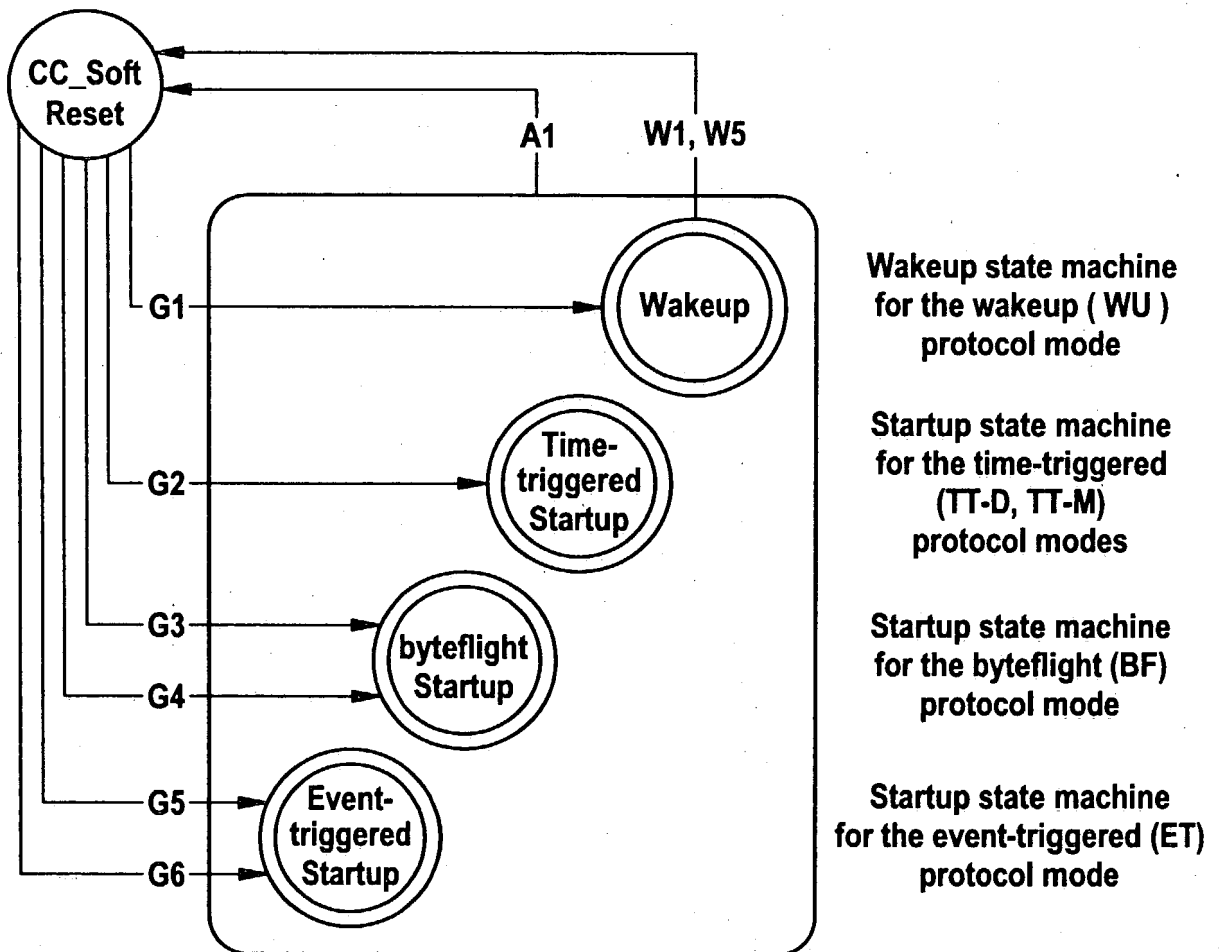 CC_Soft
Reset
A1
W1, W5
G1
Wakeup
Wakeup state machine
for the wakeup ( WU )
protocol mode
G2
Time-
triggered
Startup
Startup state machine
for the time-triggered
(TT-D, TT-M)
protocol modes
G3
G4
byteflight
Startup
Startup state machine
for the byteflight (BF)
protocol mode
G5
G6
Event-
triggered
Startup
Startup state machine
for the event-triggered (ET)
protocol mode